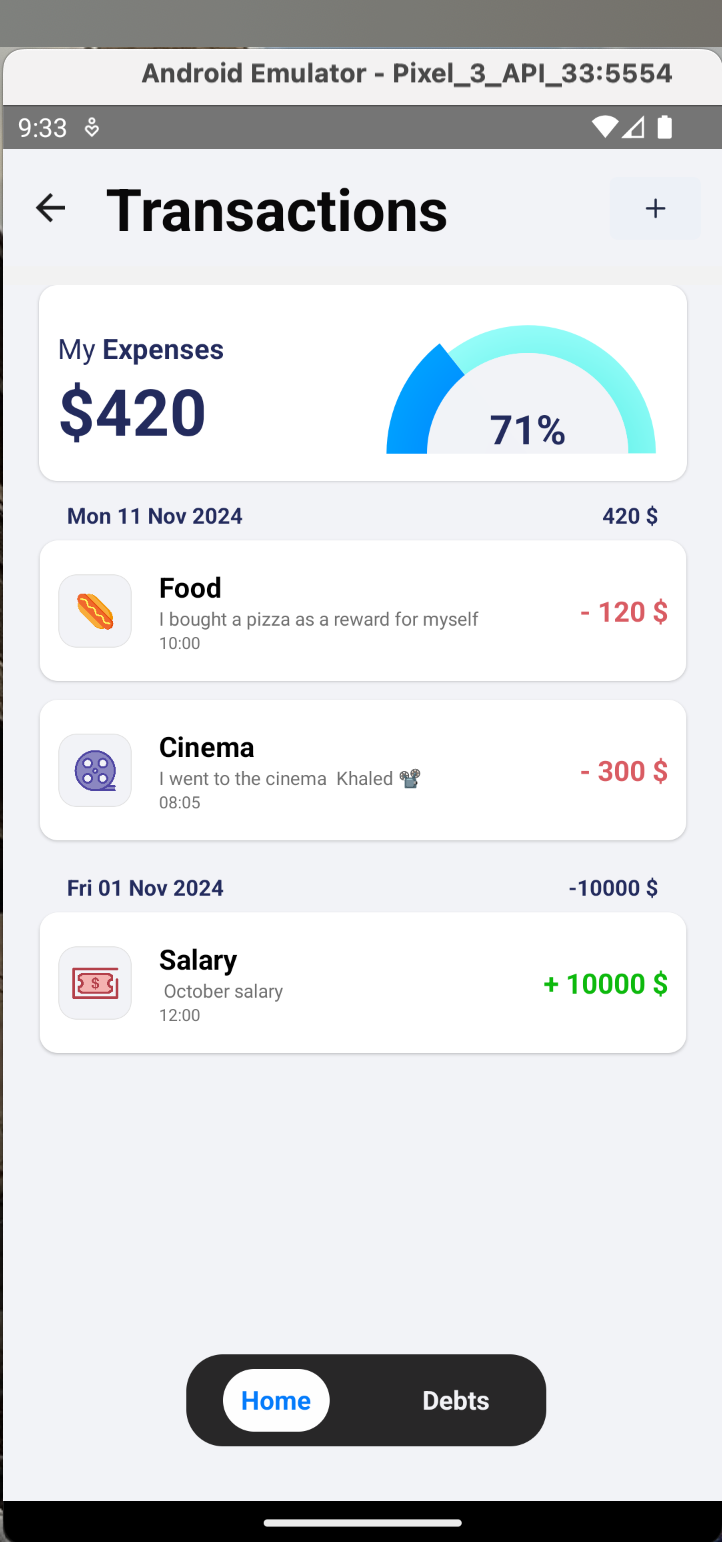 Android Emulator - Pixel_3_API_33:5554
9:33
Transactions
+
My Expenses
$420
71%
Mon 11 Nov 2024 420 $
Food
I bought a pizza as a reward for myself
10:00
- 120 $
Cinema
I went to the cinema  Khaled 📽️
08:05
- 300 $
Fri 01 Nov 2024 -10000 $
$
Salary
October salary
12:00
+ 10000 $
Home Debts